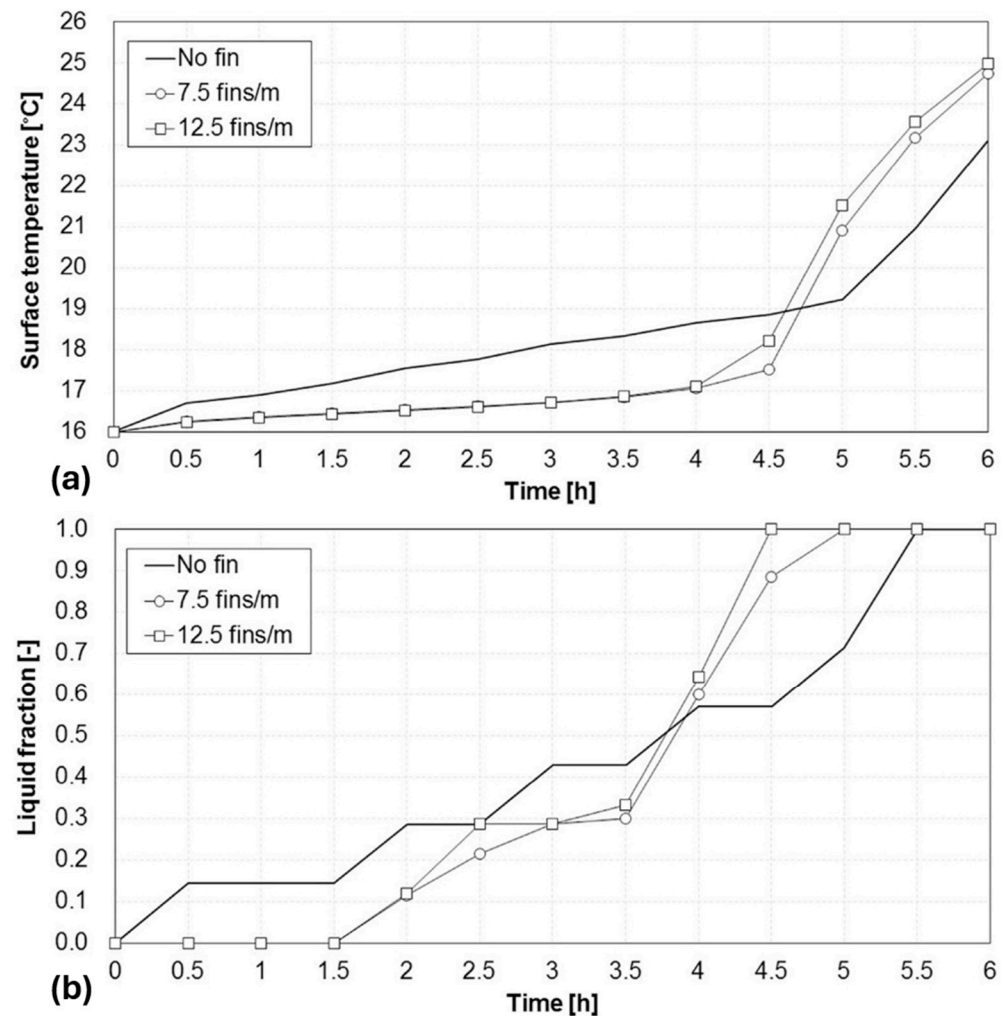 26
25
24
23
22
21
20
19
18
17
16
Surface temperature [°C]
No fin
7.5 fins/m
12.5 fins/m
0 0.5 1 1.5 2 2.5 3 3.5 4 4.5 5 5.5 6
(a)
Time [h]
1.0
0.9
0.8
0.7
0.6
0.5
0.4
0.3
0.2
0.1
0.0
Liquid fraction [-]
No fin
7.5 fins/m
12.5 fins/m
0 0.5 1 1.5 2 2.5 3 3.5 4 4.5 5 5.5 6
(b)
Time [h]